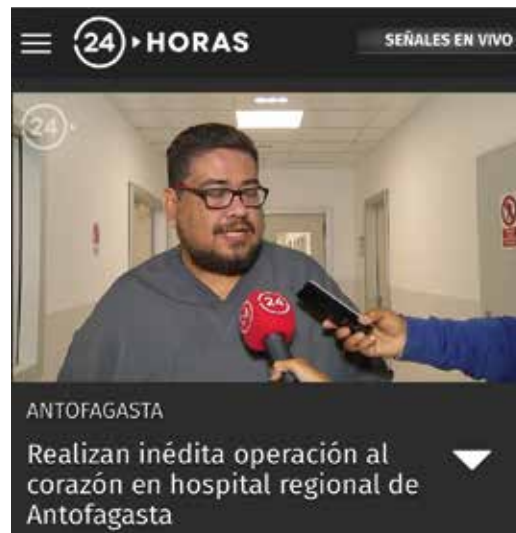 24 HORAS
SEÑALES EN VIVO
24
24
ANTOFAGASTA
Realizan inédita operación al
corazón en hospital regional de
Antofagasta